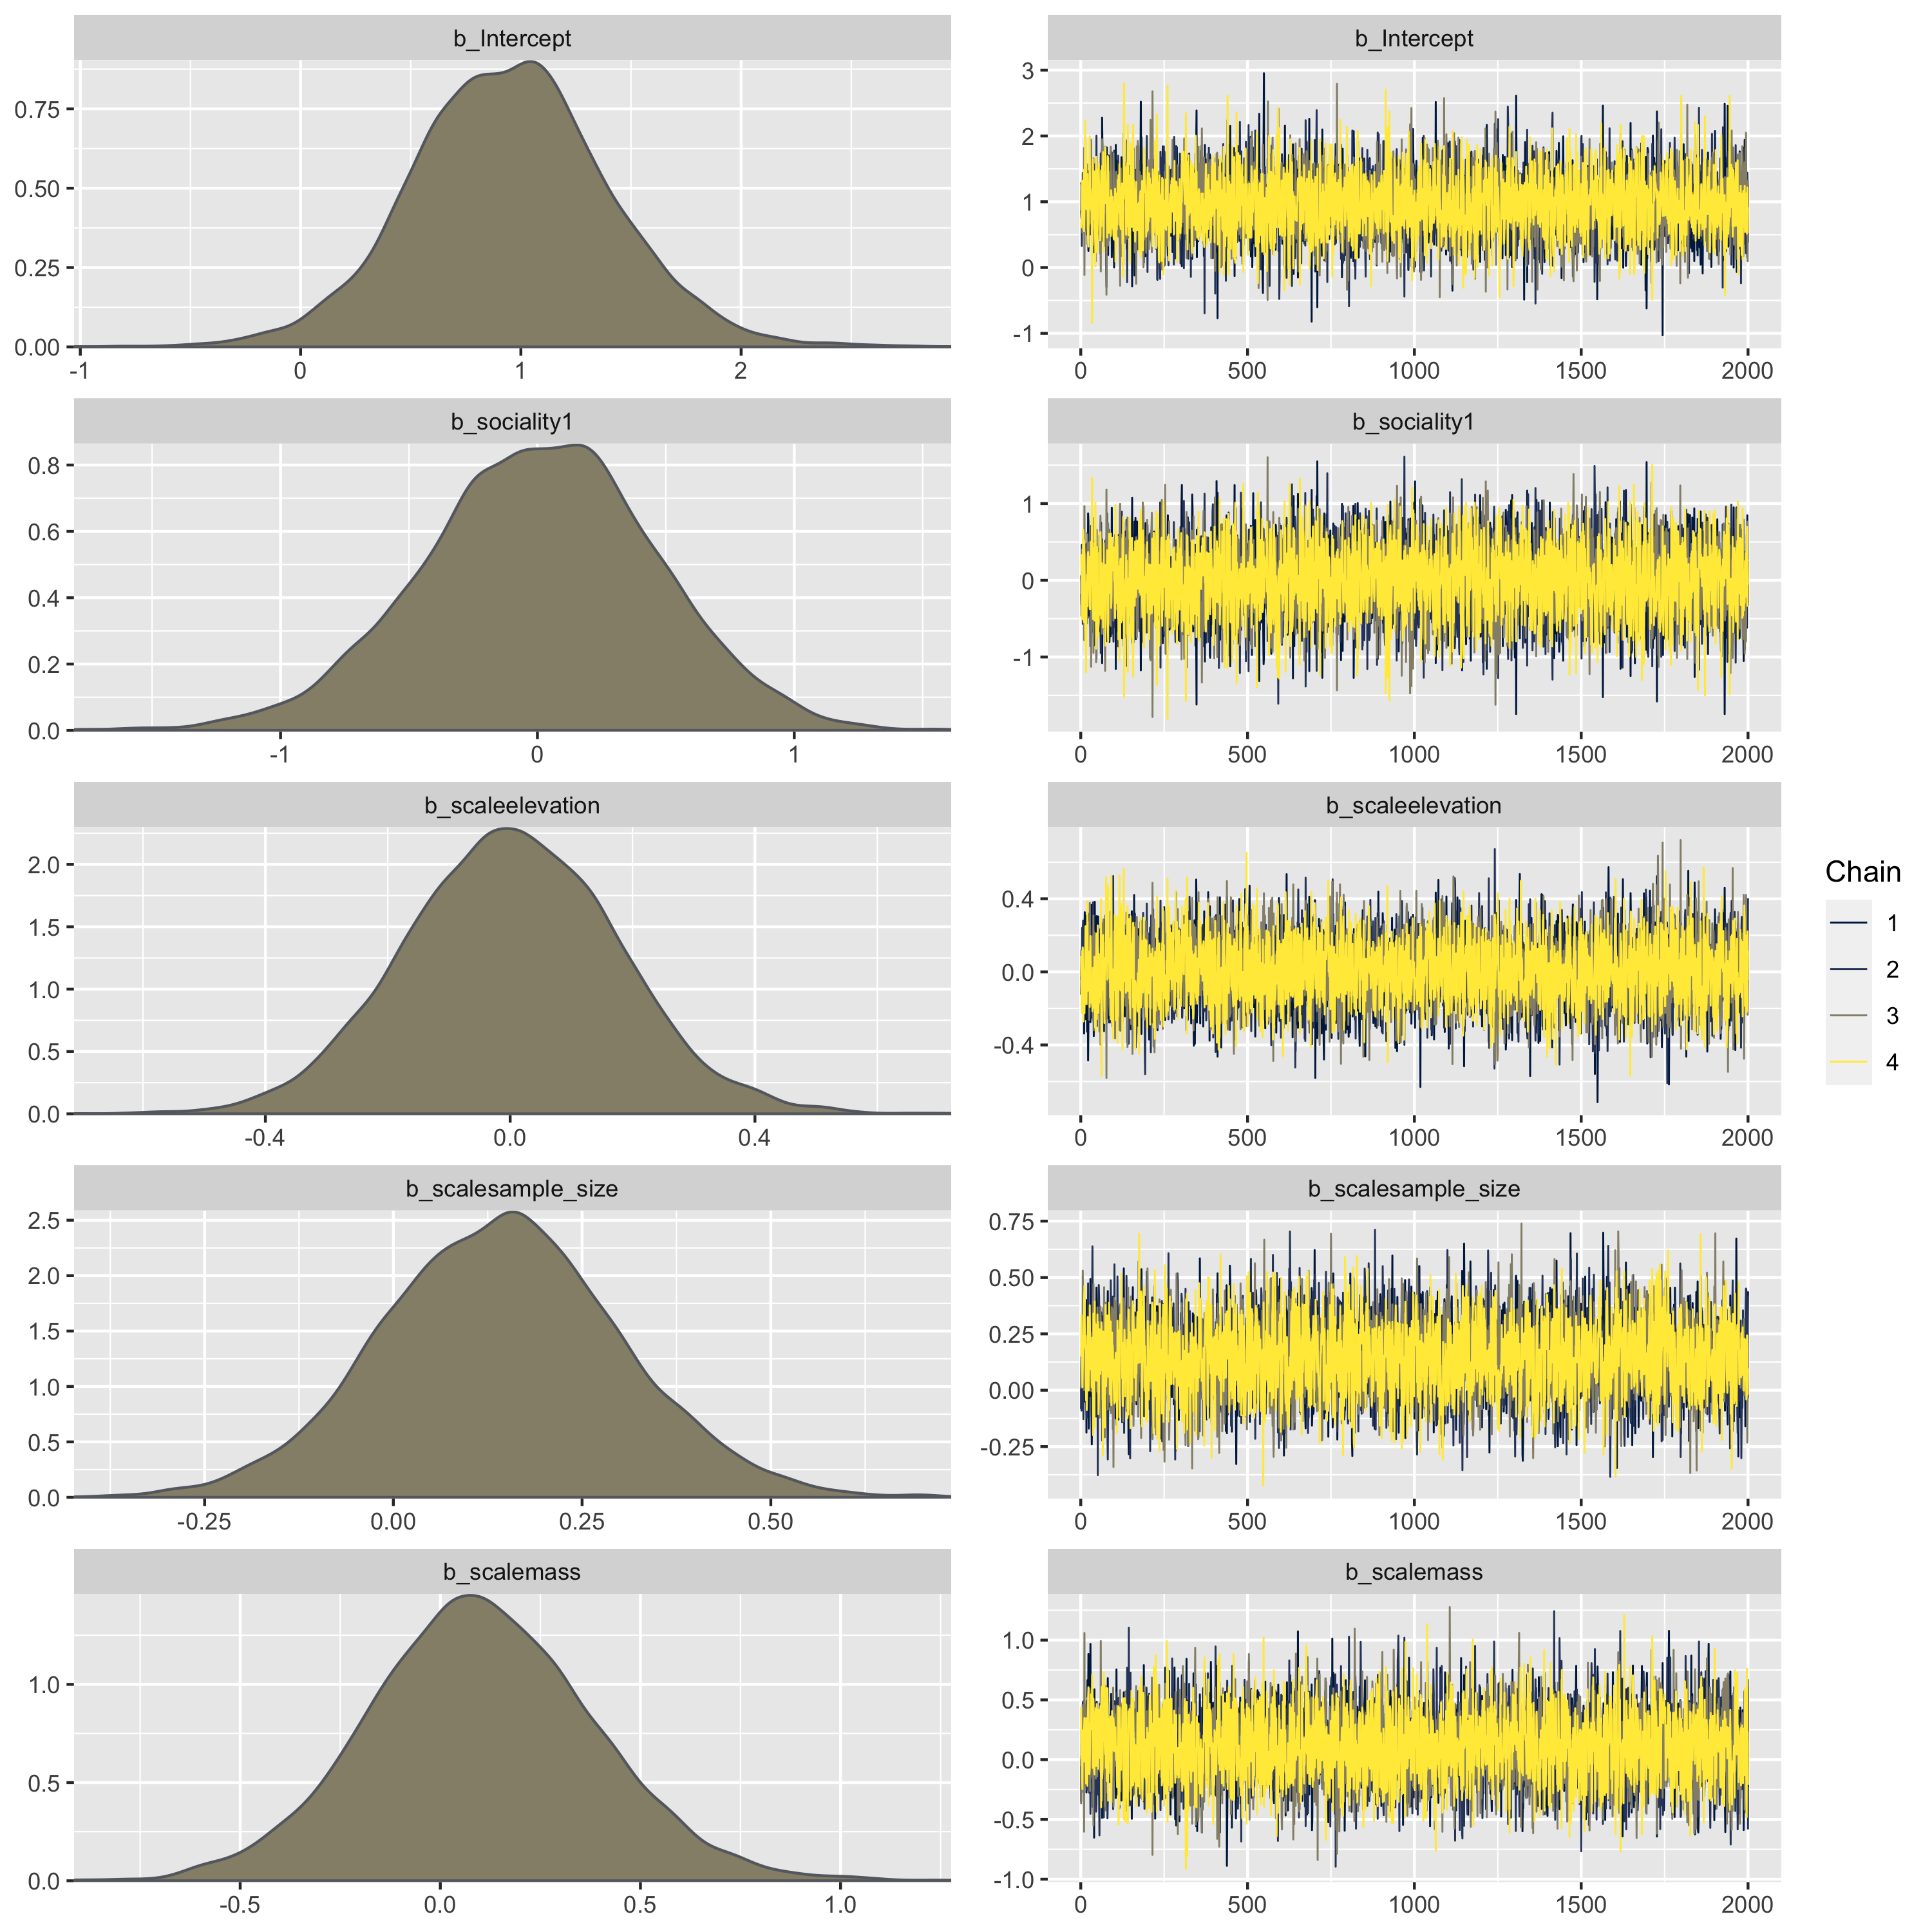 b_Intercept
0.75
0.50
0.25
0.00
-1 0 1 2
b_Intercept
3
2
1
0
-1
0 500 1000 1500 2000
b_sociality1
0.8
0.6
0.4
0.2
0.0
-1 0 1
b_sociality1
1
0
-1
0 500 1000 1500 2000
b_scaleelevation
2.0
1.5
1.0
0.5
0.0
-0.4 0.0 0.4
b_scaleelevation
0.4
0.0
-0.4
0 500 1000 1500 2000
b_scalesample_size
2.5
2.0
1.5
1.0
0.5
0.0
-0.25 0.00 0.25 0.50
b_scalesample_size
0.75
0.50
0.25
0.00
-0.25
0 500 1000 1500 2000
b_scalemass
1.0
0.5
0.0
-0.5 0.0 0.5 1.0
b_scalemass
1.0
0.5
0.0
-0.5
-1.0
0 500 1000 1500 2000
Chain
1
2
3
4